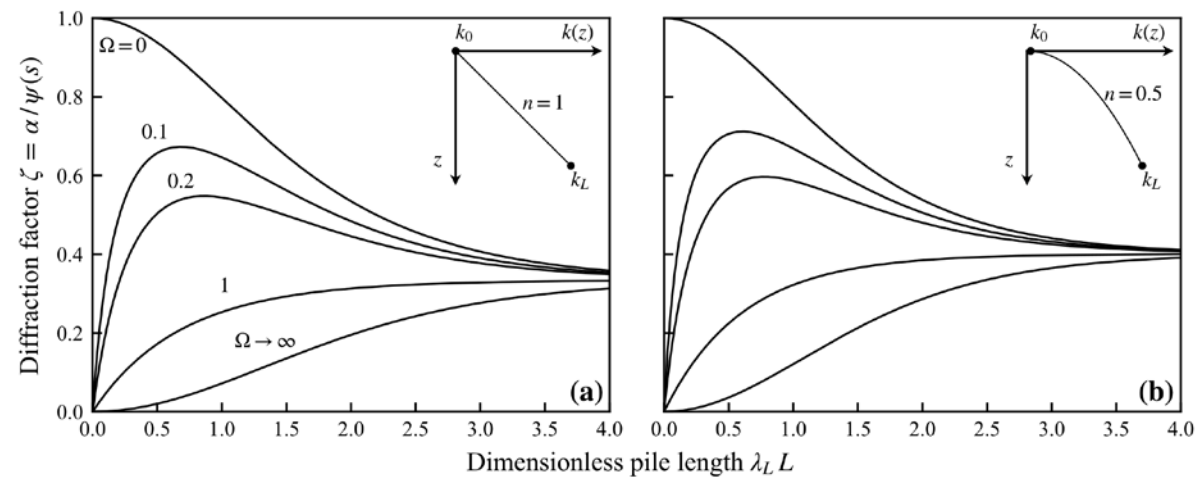 Diffraction factor ζ = α/ψ(s)
1.0
0.8
0.6
0.4
0.2
0.0
Ω=0
0.1
0.2
1
Ω→∞
k₀
k(z)
n=1
z
k_L
(a)
0.0 0.5 1.0 1.5 2.0 2.5 3.0 3.5 4.0
k₀
k(z)
n=0.5
z
k_L
(b)
0.0 0.5 1.0 1.5 2.0 2.5 3.0 3.5 4.0
Dimensionless pile length λ_L L